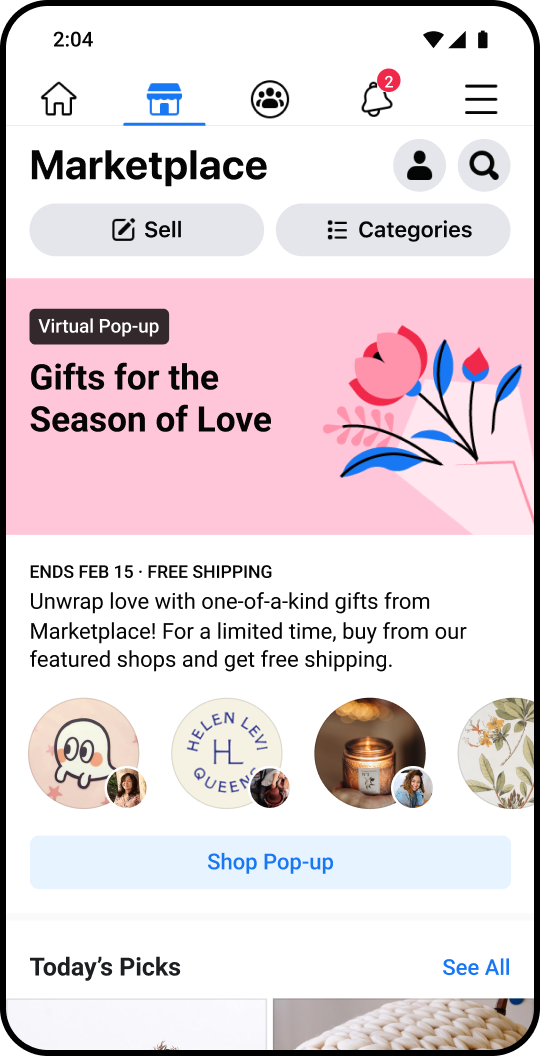 2:04
2
Marketplace
Sell
Categories
Virtual Pop-up
Gifts for the
Season of Love
ENDS FEB 15 · FREE SHIPPING
Unwrap love with one-of-a-kind gifts from
Marketplace! For a limited time, buy from our
featured shops and get free shipping.
HELEN LEVI
HL
QUEENS
Shop Pop-up
Today’s Picks
See All